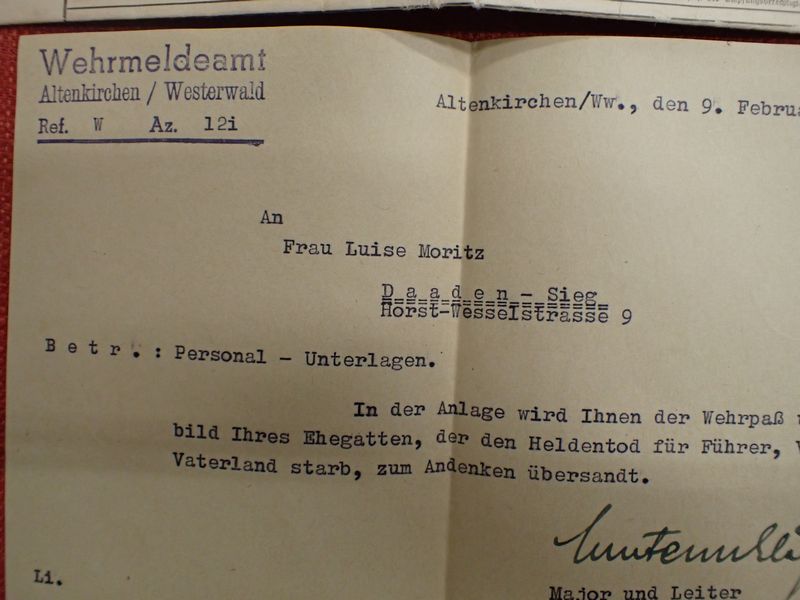 Wehrmeldeamt
Altenkirchen / Westerwald
Ref. W Az. 12i
Altenkirchen/Ww., den 9. Februa
An
Frau Luise Moritz
Daaden - Sieg
Horst-Wesselstrasse 9
Betr.: Personal - Unterlagen.
In der Anlage wird Ihnen der Wehrpaß
bild Ihres Ehegatten, der den Heldentod für Führer, V
Vaterland starb, zum Andenken übersandt.
Li.
Major und Leiter